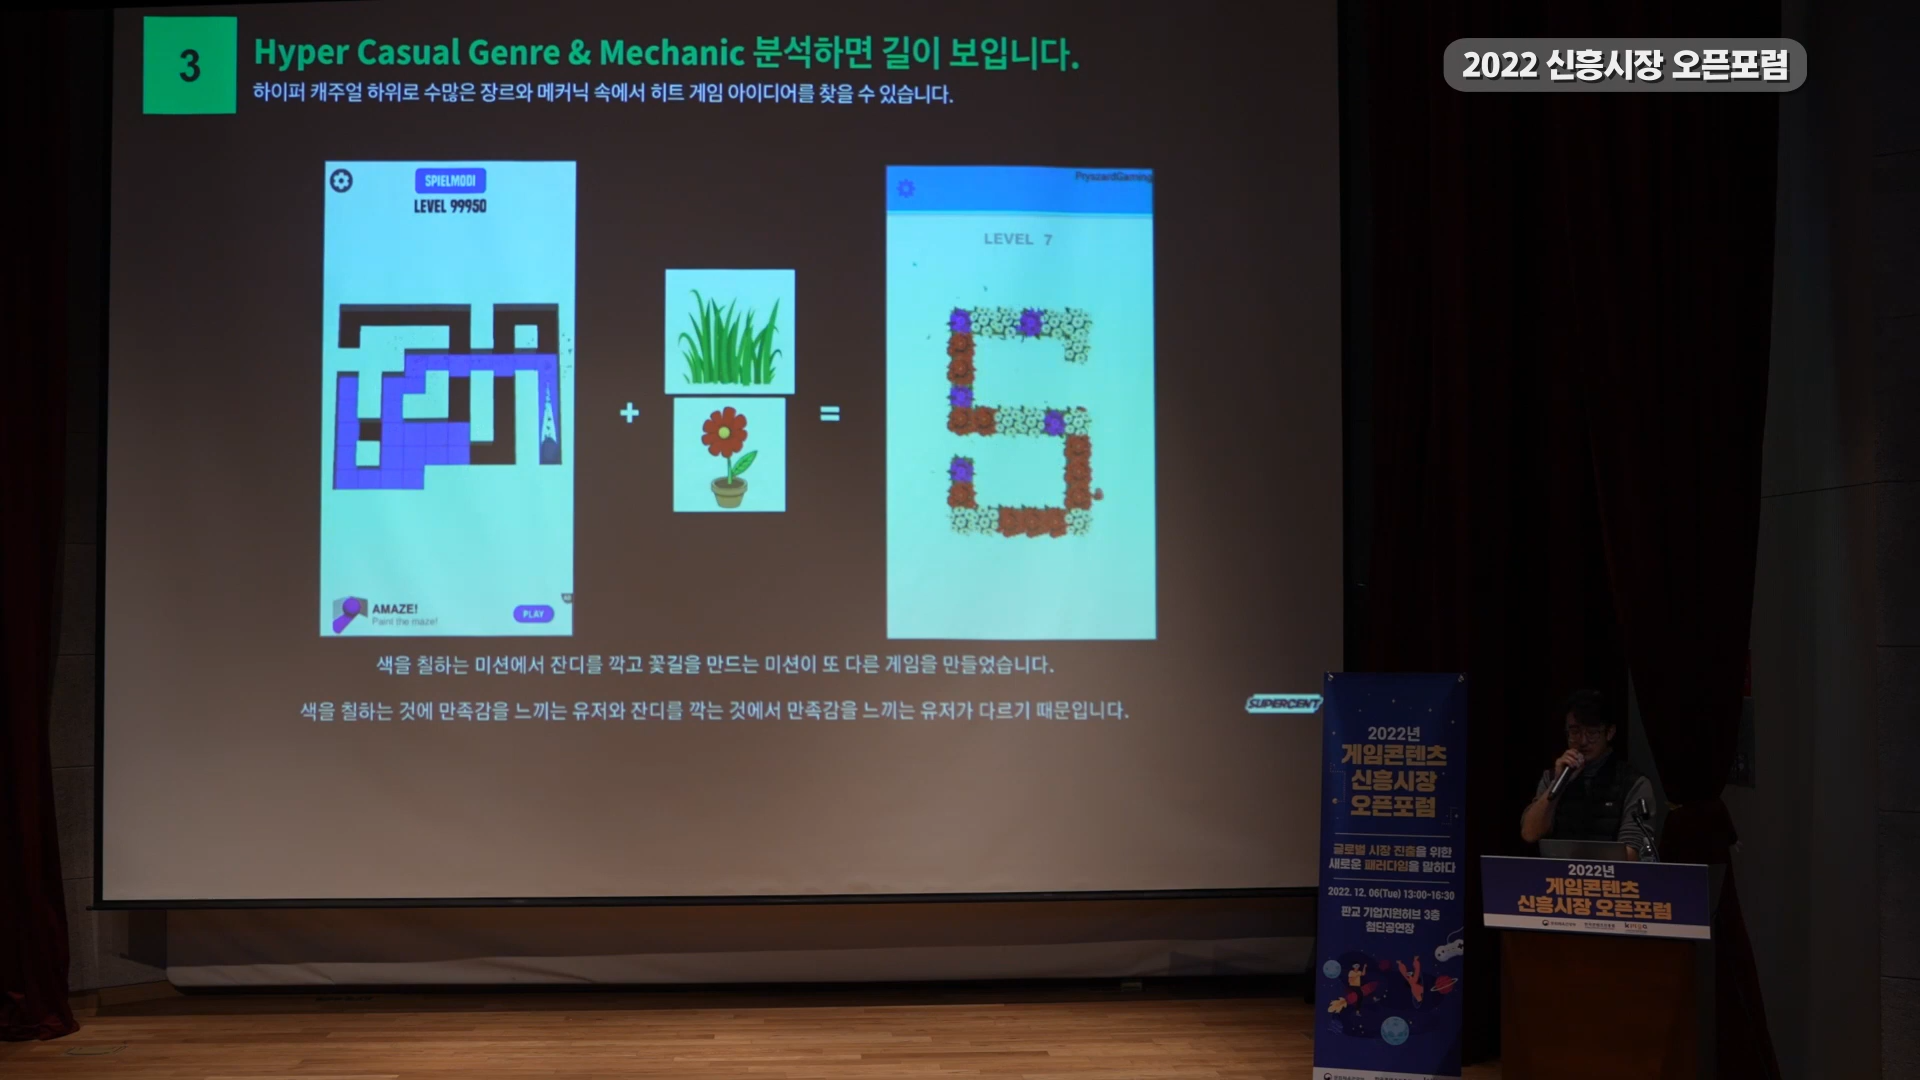 2022 신흥시장 오픈포럼
3
Hyper Casual Genre & Mechanic 분석하면 길이 보입니다.
하이퍼 캐주얼 하위로 수많은 장르와 메커닉 속에서 히트 게임 아이디어를 찾을 수 있습니다.
SPIELMODI
LEVEL 99950
AMAZE!
Paint the maze!
PLAY
+
=
PryszardGaming
LEVEL 7
색을 칠하는 미션에서 잔디를 깍고 꽃길을 만드는 미션이 또 다른 게임을 만들었습니다.
색을 칠하는 것에 만족감을 느끼는 유저와 잔디를 깍는 것에서 만족감을 느끼는 유저가 다르기 때문입니다.
SUPERCENT
2022년
게임콘텐츠
신흥시장
오픈포럼
글로벌 시장 진출을 위한
새로운 패러다임을 말하다
2022. 12. 06(Tue) 13:00~16:30
판교 기업지원허브 3층
첨단공연장
2022년
게임콘텐츠
신흥시장 오픈포럼